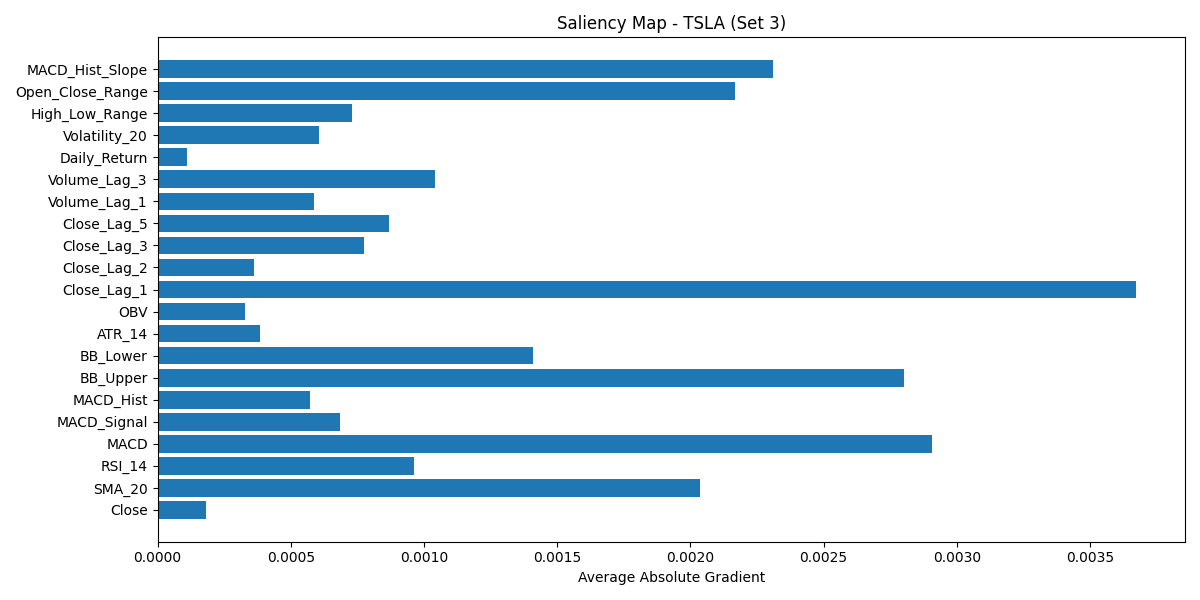 Saliency Map - TSLA (Set 3)
MACD_Hist_Slope
Open_Close_Range
High_Low_Range
Volatility_20
Daily_Return
Volume_Lag_3
Volume_Lag_1
Close_Lag_5
Close_Lag_3
Close_Lag_2
Close_Lag_1
OBV
ATR_14
BB_Lower
BB_Upper
MACD_Hist
MACD_Signal
MACD
RSI_14
SMA_20
Close
0.0000 0.0005 0.0010 0.0015 0.0020 0.0025 0.0030 0.0035
Average Absolute Gradient